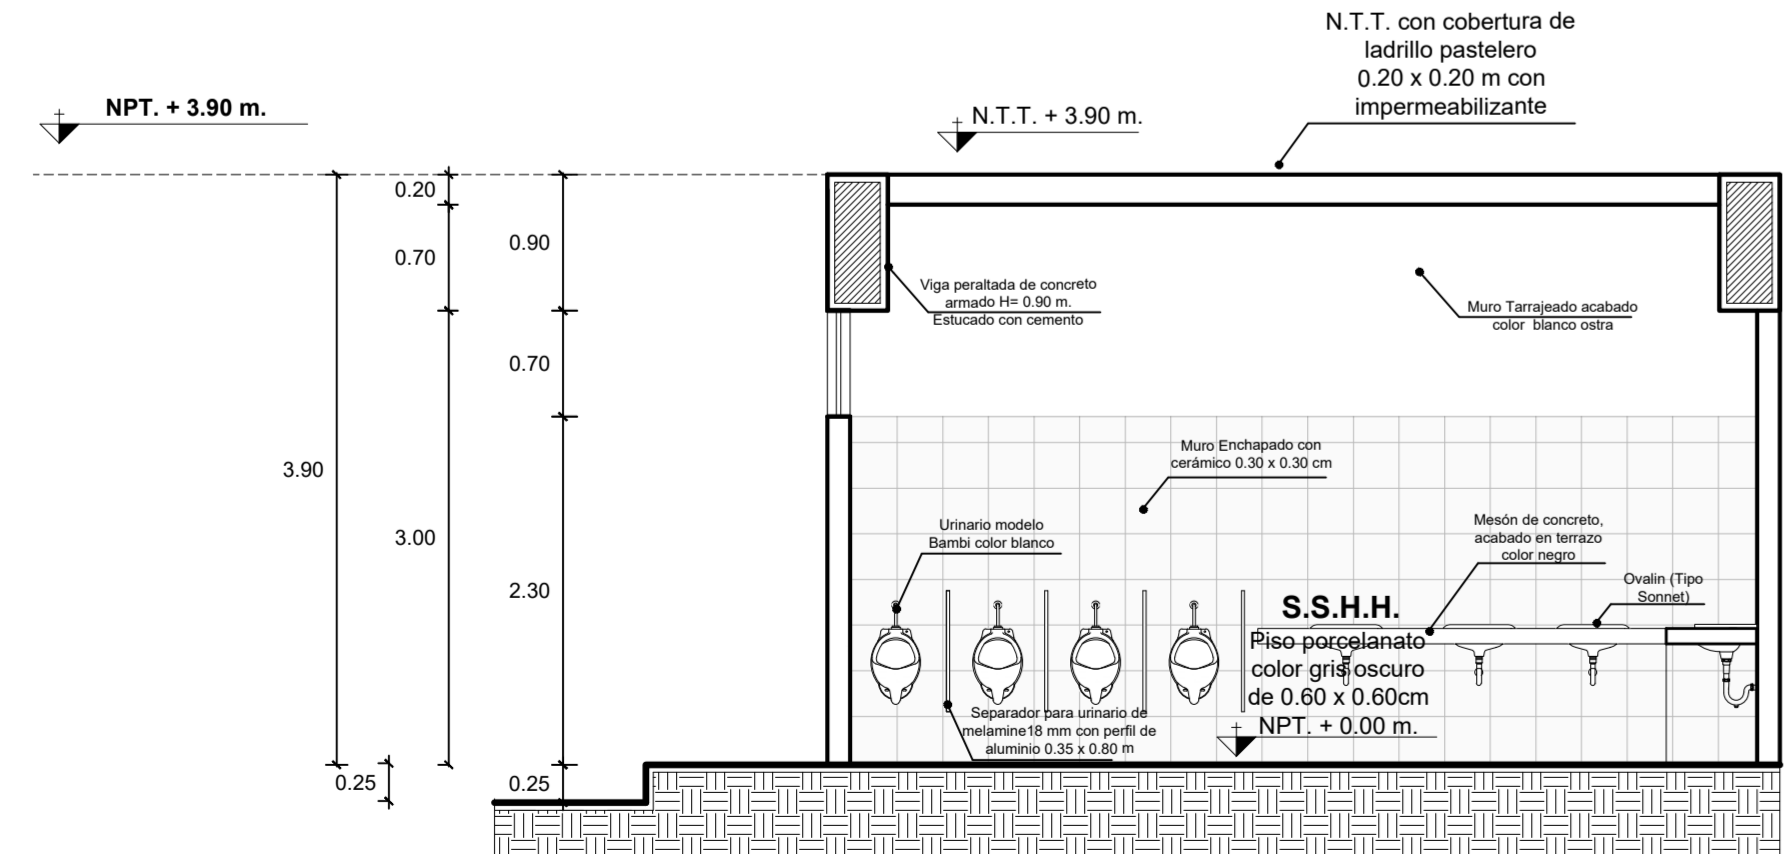 N.T.T. con cobertura de
ladrillo pastelero
0.20 x 0.20 m con
impermeabilizante
NPT. + 3.90 m.
N.T.T. + 3.90 m.
0.20
0.70
0.90
Viga peraltada de concreto
armado H= 0.90 m.
Estucado con cemento
Muro Tarrajeado acabado
color blanco ostra
0.70
3.90
3.00
2.30
Muro Enchapado con
cerámico 0.30 x 0.30 cm
Urinario modelo
Bambi color blanco
Mesón de concreto,
acabado en terrazo
color negro
Ovalin (Tipo
Sonnet)
S.S.H.H.
Piso porcelanato
color gris oscuro
de 0.60 x 0.60cm
NPT. + 0.00 m.
Separador para urinario de
melamine18 mm con perfil de
aluminio 0.35 x 0.80 m
0.25
0.25